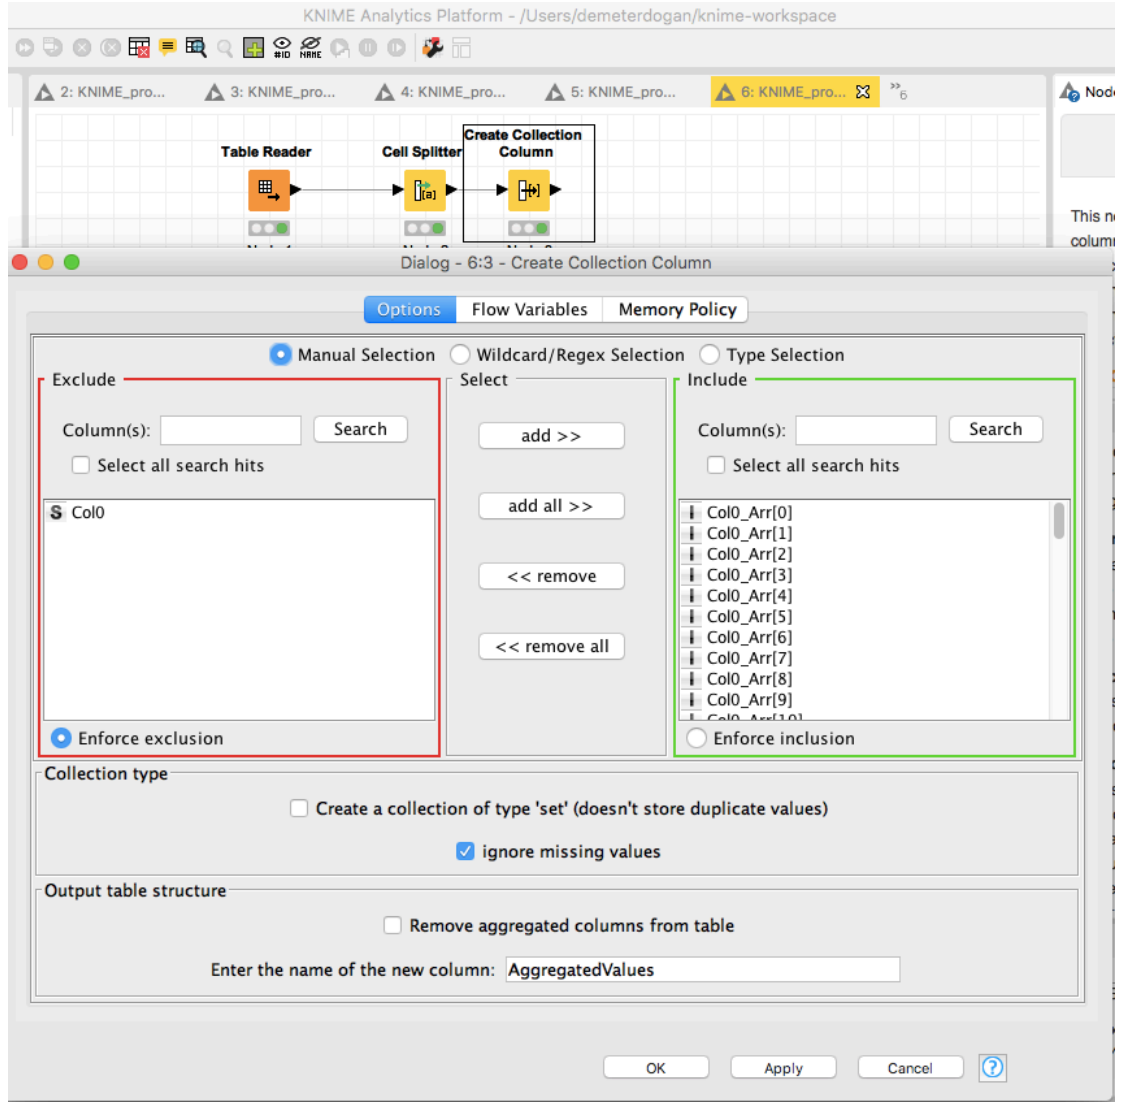 KNIME Analytics Platform - /Users/demeterdogan/knime-workspace
#ID NAME
2: KNIME_pro... 3: KNIME_pro... 4: KNIME_pro... 5: KNIME_pro... 6: KNIME_pro... »6 Node
Create Collection
Table Reader Cell Splitter Column
[a]
This n
colum
Dialog - 6:3 - Create Collection Column
Options Flow Variables Memory Policy
Manual Selection Wildcard/Regex Selection Type Selection
Exclude Select Include
Column(s): Search add >> Column(s): Search
Select all search hits Select all search hits
S Col0 add all >> I Col0_Arr[0]
I Col0_Arr[1]
I Col0_Arr[2]
<< remove I Col0_Arr[3]
I Col0_Arr[4]
I Col0_Arr[5]
<< remove all I Col0_Arr[6]
I Col0_Arr[7]
I Col0_Arr[8]
I Col0_Arr[9]
I Col0_Arr[10]
Enforce exclusion Enforce inclusion
Collection type
Create a collection of type 'set' (doesn't store duplicate values)
ignore missing values
Output table structure
Remove aggregated columns from table
Enter the name of the new column: AggregatedValues
OK Apply Cancel ?